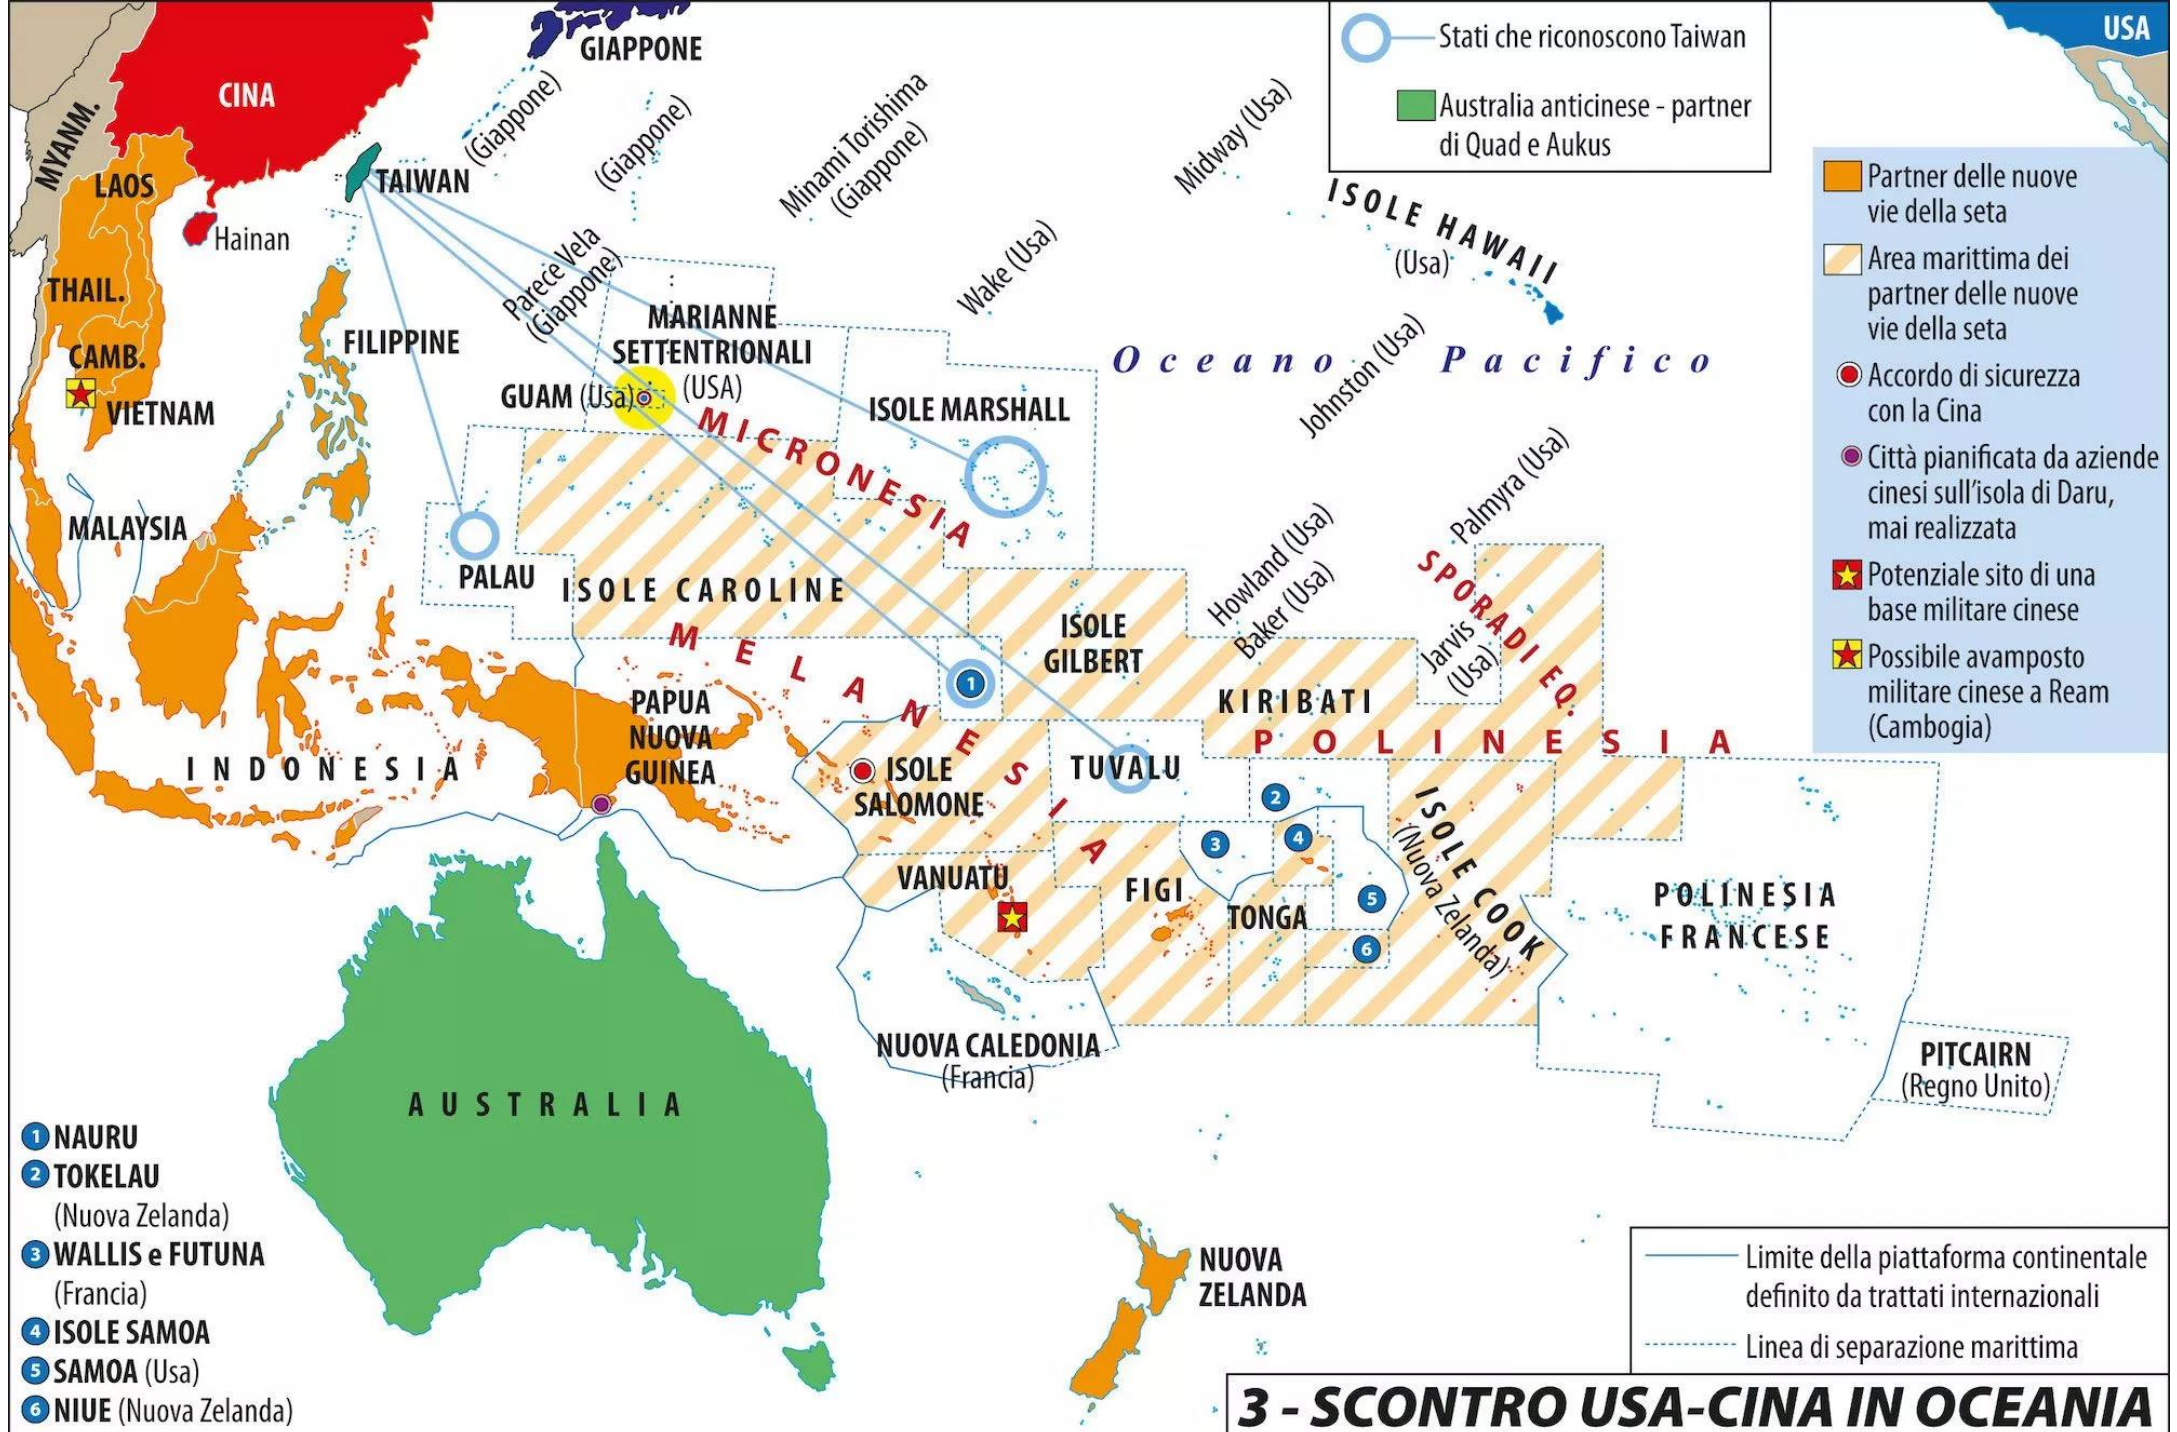 GIAPPONE
USA
CINA
MYANM.
LAOS
TAIWAN
Hainan
(Giappone)
(Giappone)
Minami Torishima
(Giappone)
Midway (Usa)
Stati che riconoscono Taiwan
Australia anticinese - partner
di Quad e Aukus
ISOLE HAWAII
(Usa)
Partner delle nuove
vie della seta
Area marittima dei
partner delle nuove
vie della seta
Accordo di sicurezza
con la Cina
Città pianificata da aziende
cinesi sull'isola di Daru,
mai realizzata
Potenziale sito di una
base militare cinese
Possibile avamposto
militare cinese a Ream
(Cambogia)
THAIL.
CAMB.
VIETNAM
FILIPPINE
Parece Vela
(Giappone)
MARIANNE
SETTENTRIONALI
(USA)
GUAM (Usa)
Wake (Usa)
Oceano Pacifico
Johnston (Usa)
ISOLE MARSHALL
MICRONESIA
Palmyra (Usa)
MALAYSIA
PALAU
ISOLE CAROLINE
ISOLE
GILBERT
Howland (Usa)
Baker (Usa)
Jarvis
(Usa)
SPORADI EQ.
MELANESIA
1
KIRIBATI
POLINESIA
INDONESIA
PAPUA
NUOVA
GUINEA
ISOLE
SALOMONE
TUVALU
2
3
4
5
6
ISOLE COOK
(Nuova Zelanda)
VANUATU
FIGI
TONGA
POLINESIA
FRANCESE
NUOVA CALEDONIA
(Francia)
PITCAIRN
(Regno Unito)
AUSTRALIA
NUOVA
ZELANDA
1 NAURU
2 TOKELAU
(Nuova Zelanda)
3 WALLIS e FUTUNA
(Francia)
4 ISOLE SAMOA
5 SAMOA (Usa)
6 NIUE (Nuova Zelanda)
Limite della piattaforma continentale
definito da trattati internazionali
Linea di separazione marittima
3 - SCONTRO USA-CINA IN OCEANIA